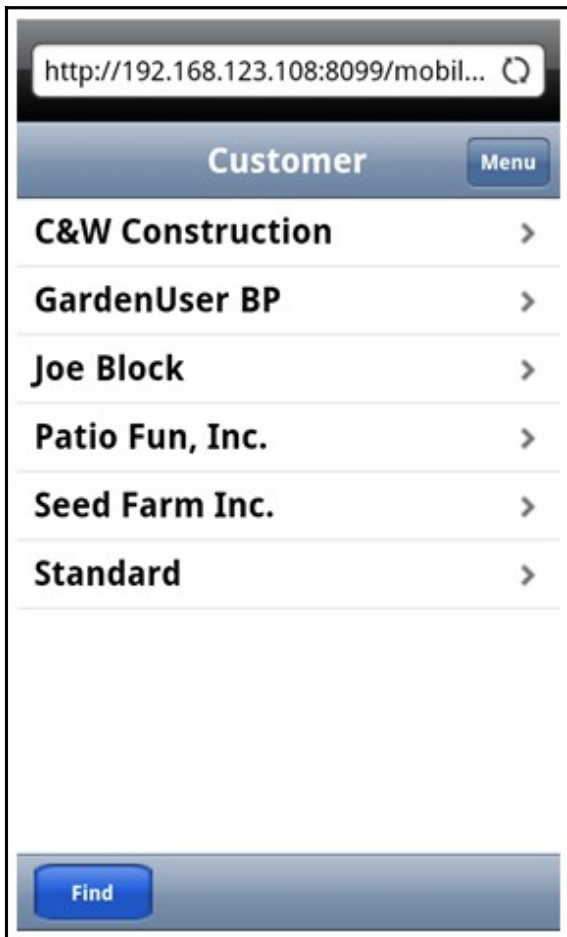 http://192.168.123.108:8099/mobil...
Customer Menu
C&W Construction
GardenUser BP
Joe Block
Patio Fun, Inc.
Seed Farm Inc.
Standard
Find